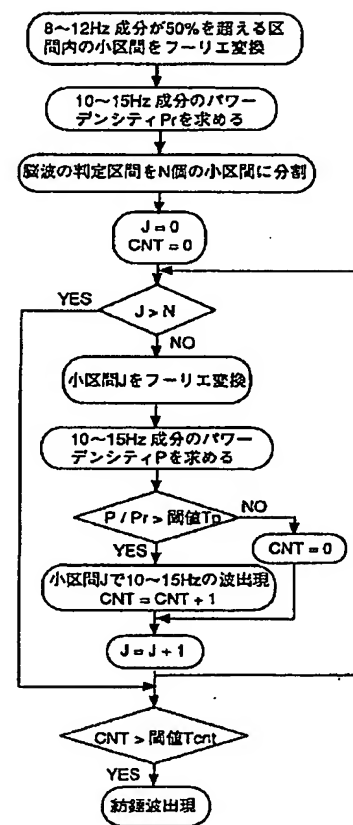 8〜12Hz 成分が50%を超える区
間内の小区間をフーリエ変換
10〜15Hz 成分のパワー
デンシティPrを求める
脳波の判定区間をN個の小区間に分割
J=0
CNT=0
YES
J>N
NO
小区間Jをフーリエ変換
10〜15Hz 成分のパワー
デンシティPを求める
P / Pr > 閾値Tp
NO
YES
CNT = 0
小区間Jで10〜15Hzの波出現
CNT = CNT + 1
J = J + 1
CNT > 閾値Tcnt
YES
紡錘波出現